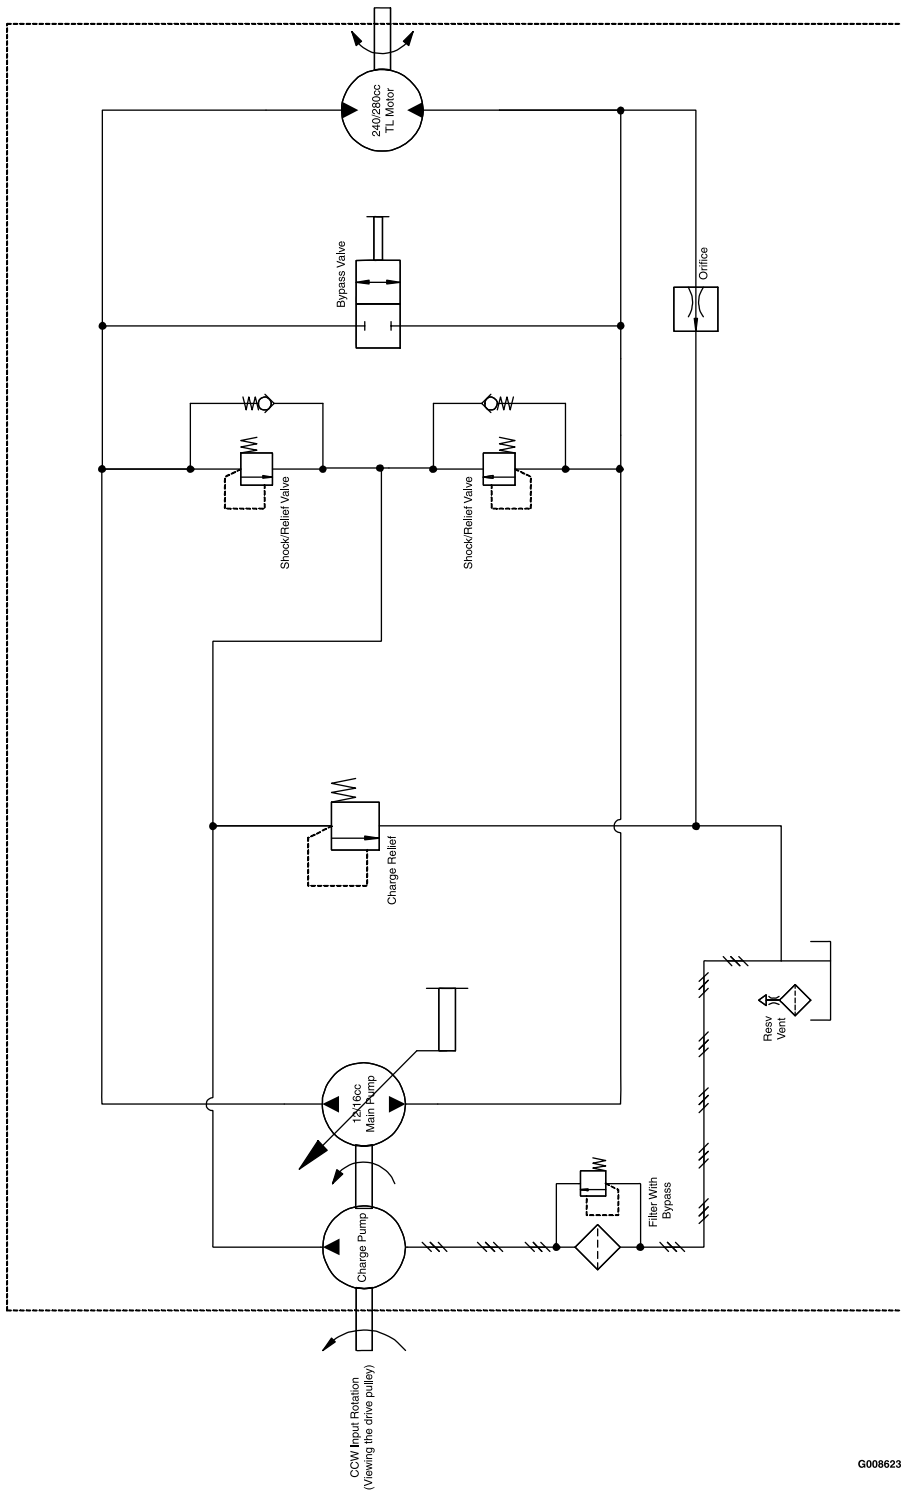 240/280cc
TL Motor
Bypass Valve
Orifice
Shock/Relief Valve
Shock/Relief Valve
Charge Relief
Resv
Vent
12/16cc
Main Pump
Filter With
Bypass
Charge Pump
CCW Input Rotation
(Viewing the drive pulley)
G008623